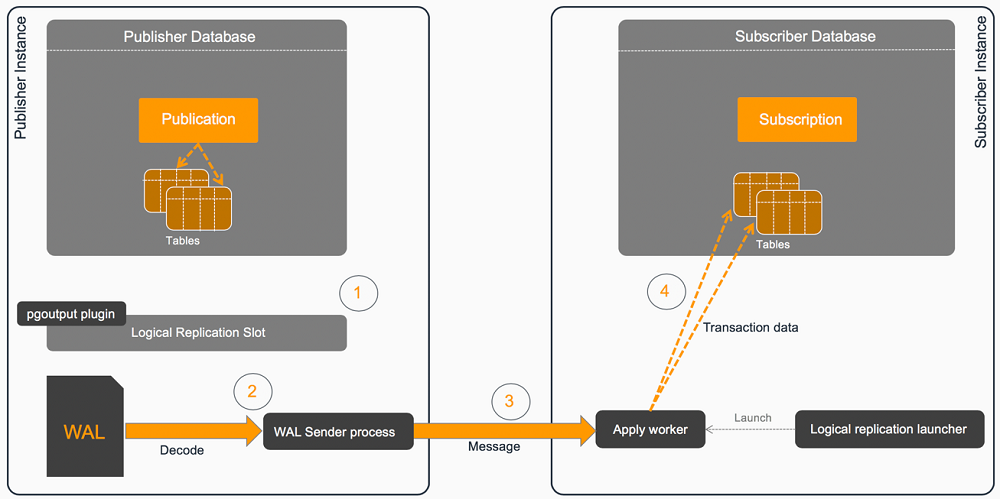 Publisher Instance
Publisher Database
Publication
Tables
1
pgoutput plugin
Logical Replication Slot
WAL
Decode
2
WAL Sender process
3
Message
Subscriber Instance
Subscriber Database
Subscription
Tables
4
Transaction data
Apply worker
Launch
Logical replication launcher